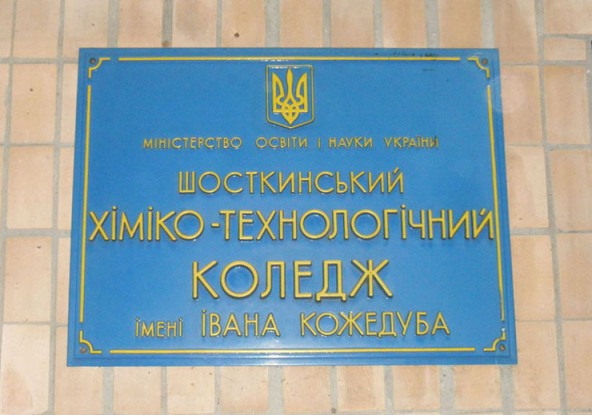 МІНІСТЕРСТВО ОСВІТИ І НАУКИ УКРАЇНИ
ШОСТКИНСЬКИЙ
ХІМІКО-ТЕХНОЛОГІЧНИЙ
КОЛЕДЖ
ІМЕНІ ІВАНА КОЖЕДУБА